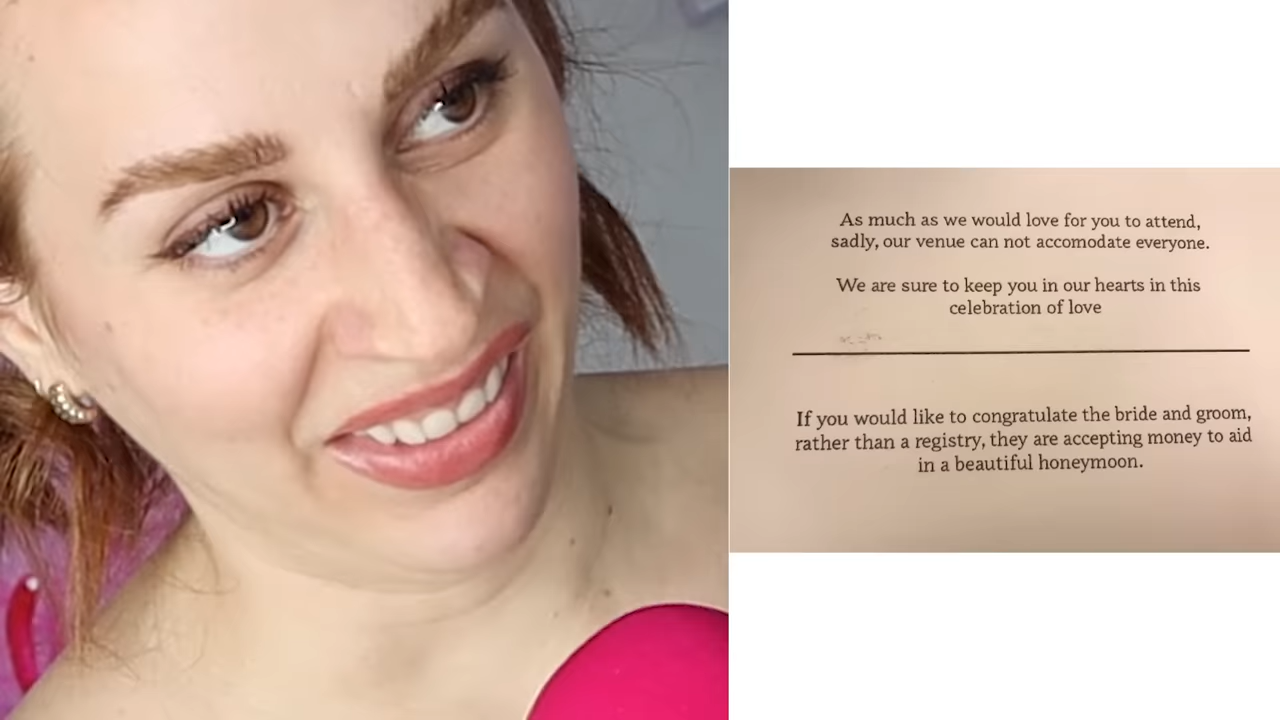 As much as we would love for you to attend,
sadly, our venue can not accomodate everyone.
We are sure to keep you in our hearts in this
celebration of love
If you would like to congratulate the bride and groom,
rather than a registry, they are accepting money to aid
in a beautiful honeymoon.